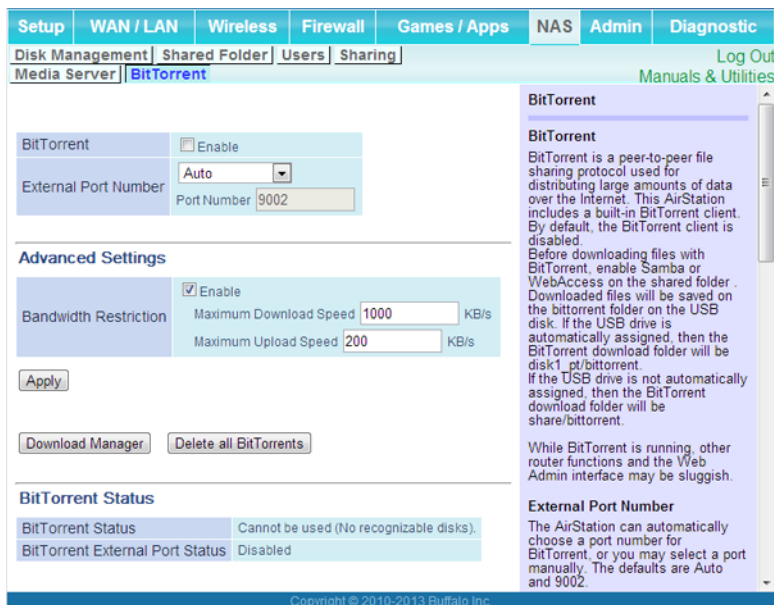 Setup WAN / LAN Wireless Firewall Games / Apps NAS Admin Diagnostic
Disk Management Shared Folder Users Sharing
Media Server BitTorrent
Log Out
Manuals & Utilities
BitTorrent
Enable
External Port Number
Auto
Port Number 9002
Advanced Settings
Bandwidth Restriction
Enable
Maximum Download Speed 1000 KB/s
Maximum Upload Speed 200 KB/s
Apply
Download Manager Delete all BitTorrents
BitTorrent Status
BitTorrent Status Cannot be used (No recognizable disks).
BitTorrent External Port Status Disabled
BitTorrent
BitTorrent
BitTorrent is a peer-to-peer file
sharing protocol used for
distributing large amounts of data
over the Internet. This AirStation
includes a built-in BitTorrent client.
By default, the BitTorrent client is
disabled.
Before downloading files with
BitTorrent, enable Samba or
WebAccess on the shared folder .
Downloaded files will be saved on
the bittorrent folder on the USB
disk. If the USB drive is
automatically assigned, then the
BitTorrent download folder will be
disk1_pt/bittorrent.
If the USB drive is not automatically
assigned, then the BitTorrent
download folder will be
share/bittorrent.
While BitTorrent is running, other
router functions and the Web
Admin interface may be sluggish.
External Port Number
The AirStation can automatically
choose a port number for
BitTorrent, or you may select a port
manually. The defaults are Auto
and 9002.
Copyright © 2010-2013 Buffalo Inc.